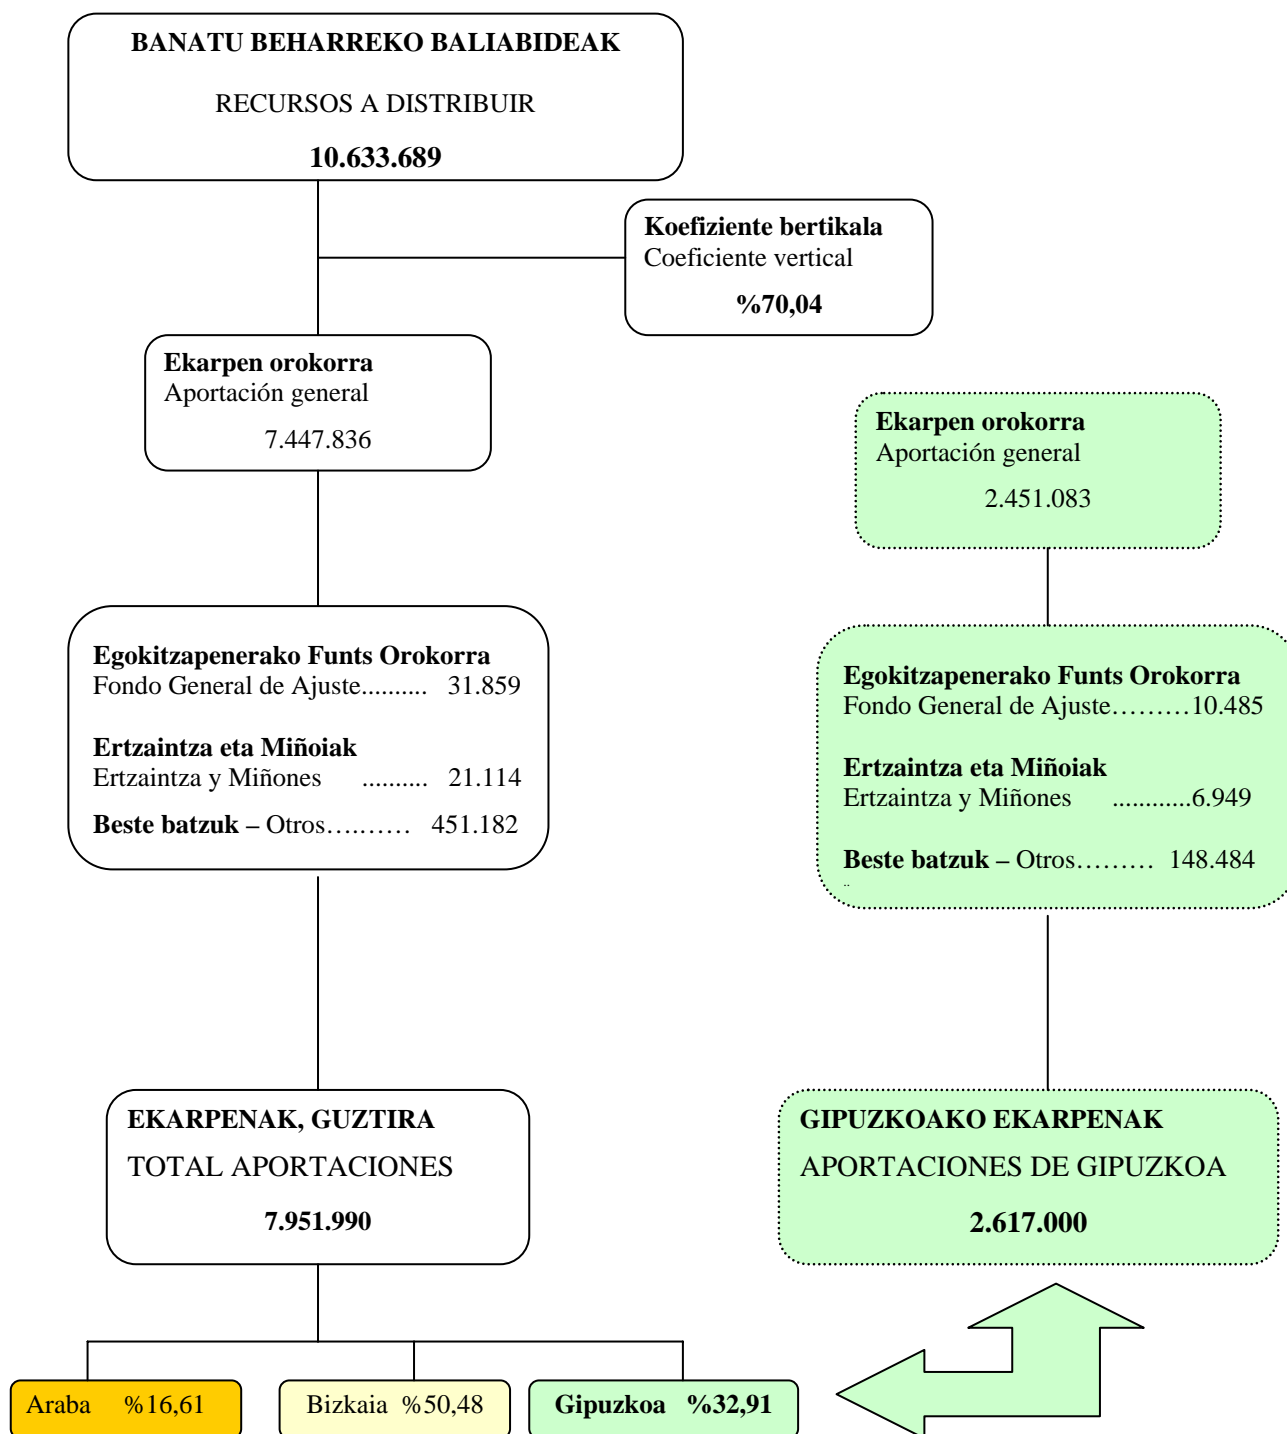 BANATU BEHARREKO BALIABIDEAK
RECURSOS A DISTRIBUIR
10.633.689
Koefiziente bertikala
Coeficiente vertical
%70,04
Ekarpen orokorra
Aportación general
7.447.836
Egokitzapenerako Funts Orokorra
Fondo General de Ajuste.......... 31.859
Ertzaintza eta Miñoiak
Ertzaintza y Miñones .......... 21.114
Beste batzuk – Otros….…… 451.182
EKARPENAK, GUZTIRA
TOTAL APORTACIONES
7.951.990
Araba %16,61
Bizkaia %50,48
Gipuzkoa %32,91
Ekarpen orokorra
Aportación general
2.451.083
Egokitzapenerako Funts Orokorra
Fondo General de Ajuste………10.485
Ertzaintza eta Miñoiak
Ertzaintza y Miñones ............6.949
Beste batzuk – Otros……… 148.484
GIPUZKOAKO EKARPENAK
APORTACIONES DE GIPUZKOA
2.617.000